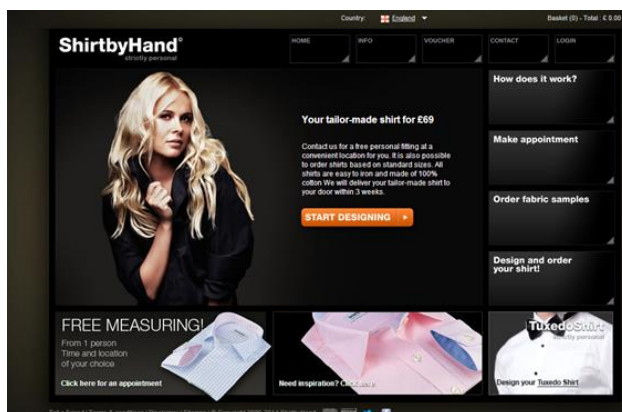 Country: England
Basket (0) - Total : £ 0.00
ShirtbyHand°
strictly personal
HOME
INFO
VOUCHER
CONTACT
LOGIN
Your tailor-made shirt for £69
Contact us for a free personal fitting at a
convenient location for you. It is also possible
to order shirts based on standard sizes. All
shirts are easy to iron and made of 100%
cotton We will deliver your tailor-made shirt to
your door within 3 weeks.
START DESIGNING
How does it work?
Make appointment
Order fabric samples
Design and order
your shirt!
FREE MEASURING!
From 1 person
Time and location
of your choice
Click here for an appointment
Need inspiration? Click here
TuxedoShirt
strictly personal
Design your Tuxedo Shirt